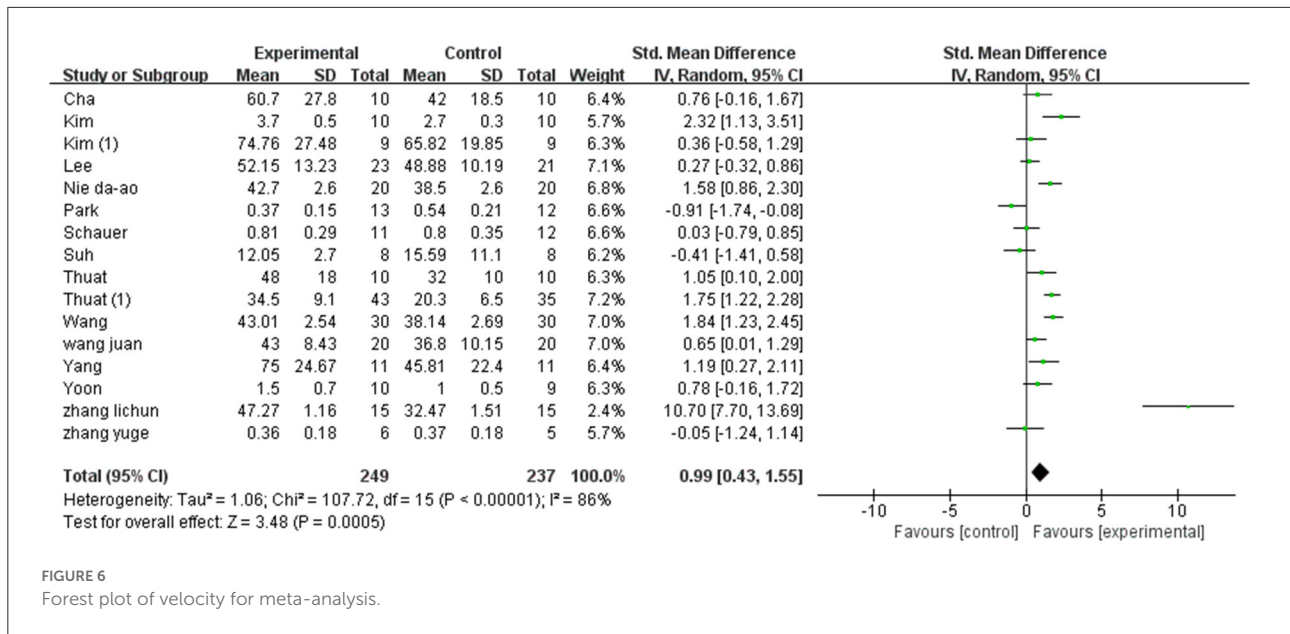 Experimental Control Std. Mean Difference Std. Mean Difference
Study or Subgroup Mean SD Total Mean SD Total Weight IV, Random, 95% CI IV, Random, 95% CI
Cha 60.7 27.8 10 42 18.5 10 6.4% 0.76 [-0.16, 1.67]
Kim 3.7 0.5 10 2.7 0.3 10 5.7% 2.32 [1.13, 3.51]
Kim (1) 74.76 27.48 9 65.82 19.85 9 6.3% 0.36 [-0.58, 1.29]
Lee 52.15 13.23 23 48.88 10.19 21 7.1% 0.27 [-0.32, 0.86]
Nie da-ao 42.7 2.6 20 38.5 2.6 20 6.8% 1.58 [0.86, 2.30]
Park 0.37 0.15 13 0.54 0.21 12 6.6% -0.91 [-1.74, -0.08]
Schauer 0.81 0.29 11 0.8 0.35 12 6.6% 0.03 [-0.79, 0.85]
Suh 12.05 2.7 8 15.59 11.1 8 6.2% -0.41 [-1.41, 0.58]
Thuat 48 18 10 32 10 10 6.3% 1.05 [0.10, 2.00]
Thuat (1) 34.5 9.1 43 20.3 6.5 35 7.2% 1.75 [1.22, 2.28]
Wang 43.01 2.54 30 38.14 2.69 30 7.0% 1.84 [1.23, 2.45]
wang juan 43 8.43 20 36.8 10.15 20 7.0% 0.65 [0.01, 1.29]
Yang 75 24.67 11 45.81 22.4 11 6.4% 1.19 [0.27, 2.11]
Yoon 1.5 0.7 10 1 0.5 9 6.3% 0.78 [-0.16, 1.72]
zhang lichun 47.27 1.16 15 32.47 1.51 15 2.4% 10.70 [7.70, 13.69]
zhang yuge 0.36 0.18 6 0.37 0.18 5 5.7% -0.05 [-1.24, 1.14]
Total (95% CI) 249 237 100.0% 0.99 [0.43, 1.55]
Heterogeneity: Tau² = 1.06; Chi² = 107.72, df = 15 (P < 0.00001); I² = 86%
Test for overall effect: Z = 3.48 (P = 0.0005)
-10 -5 0 5 10
Favours [control] Favours [experimental]
FIGURE 6
Forest plot of velocity for meta-analysis.